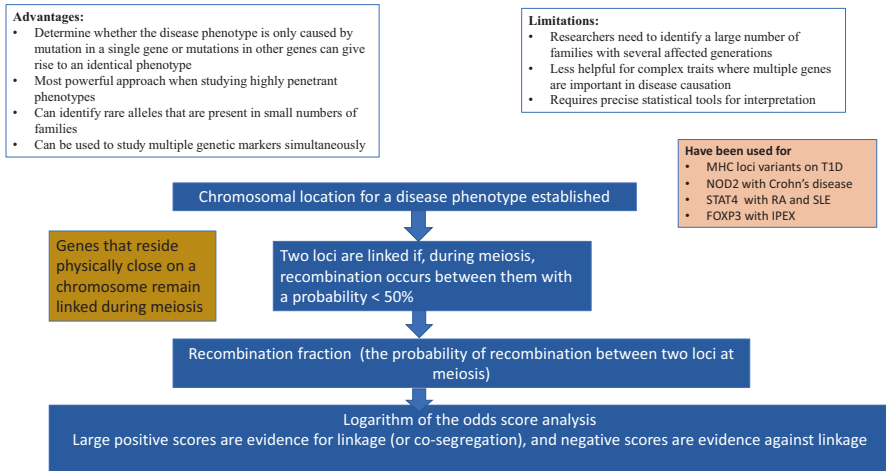 Advantages:
• Determine whether the disease phenotype is only caused by
mutation in a single gene or mutations in other genes can give
rise to an identical phenotype
• Most powerful approach when studying highly penetrant
phenotypes
• Can identify rare alleles that are present in small numbers of
families
• Can be used to study multiple genetic markers simultaneously
Limitations:
• Researchers need to identify a large number of
families with several affected generations
• Less helpful for complex traits where multiple genes
are important in disease causation
• Requires precise statistical tools for interpretation
Have been used for
• MHC loci variants on T1D
• NOD2 with Crohn's disease
• STAT4 with RA and SLE
• FOXP3 with IPEX
Chromosomal location for a disease phenotype established
Genes that reside
physically close on a
chromosome remain
linked during meiosis
Two loci are linked if, during meiosis,
recombination occurs between them with
a probability < 50%
Recombination fraction (the probability of recombination between two loci at
meiosis)
Logarithm of the odds score analysis
Large positive scores are evidence for linkage (or co-segregation), and negative scores are evidence against linkage